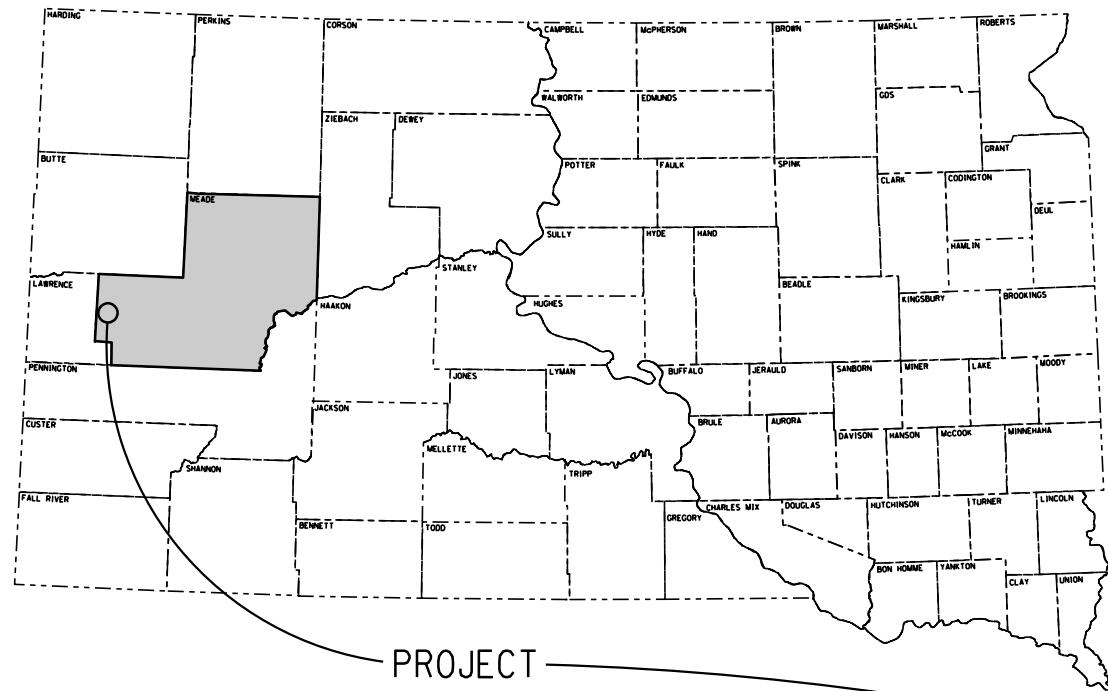 HARDING
PERKINS
CORSON
CAMPBELL
McPHERSON
BROWN
MARSHALL
ROBERTS
WALWORTH
EDMUNDS
GDS
ZIEBACH
DEWEY
GRANT
BUTTE
POTTER
FAULK
SPINK
CLARK
CODINGTON
MEADE
DEUL
SULLY
HYDE
HAND
HAMLIN
STANLEY
LAWRENCE
BEADLE
HAAKON
HUGHES
KINGSBURY
BROOKINGS
PENNINGTON
JONES
LYMAN
BUFFALO
JERAULD
SANBORN
MINER
LAKE
MOODY
JACKSON
CUSTER
BRULE
AURORA
DAVISON
HANSON
McCOOK
MINNEHAHA
MELLETTE
SHANNON
TRIPP
FALL RIVER
BENNETT
TODD
GREGORY
CHARLES MIX
DOUGLAS
HUTCHINSON
TURNER
LINCOLN
BON HOMME
YANKTON
CLAY
UNION
PROJECT